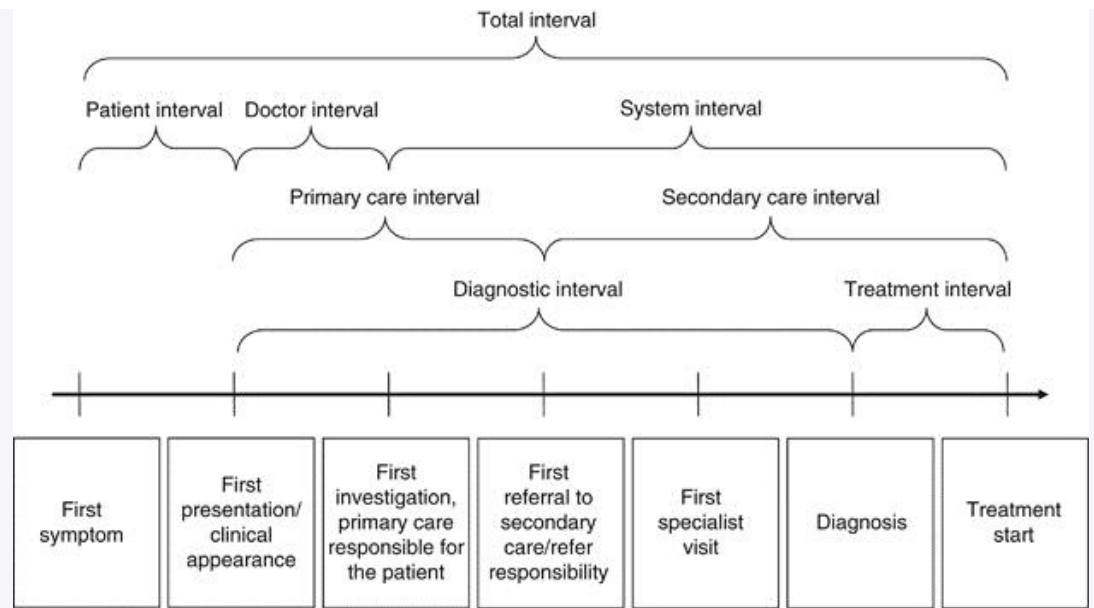 Total interval
Patient interval
Doctor interval
System interval
Primary care interval
Secondary care interval
Diagnostic interval
Treatment interval
First
symptom
First
presentation/
clinical
appearance
First
investigation,
primary care
responsible for
the patient
First
referral to
secondary
care/refer
responsibility
First
specialist
visit
Diagnosis
Treatment
start